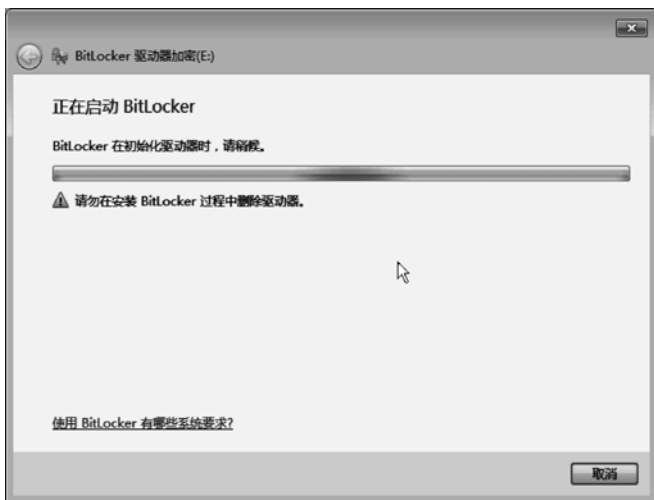 BitLocker 驱动器加密(E:)
正在启动 BitLocker
BitLocker 在初始化驱动器时，请稍候。
请勿在安装 BitLocker 过程中删除驱动器。
使用 BitLocker 有哪些系统要求?
取消